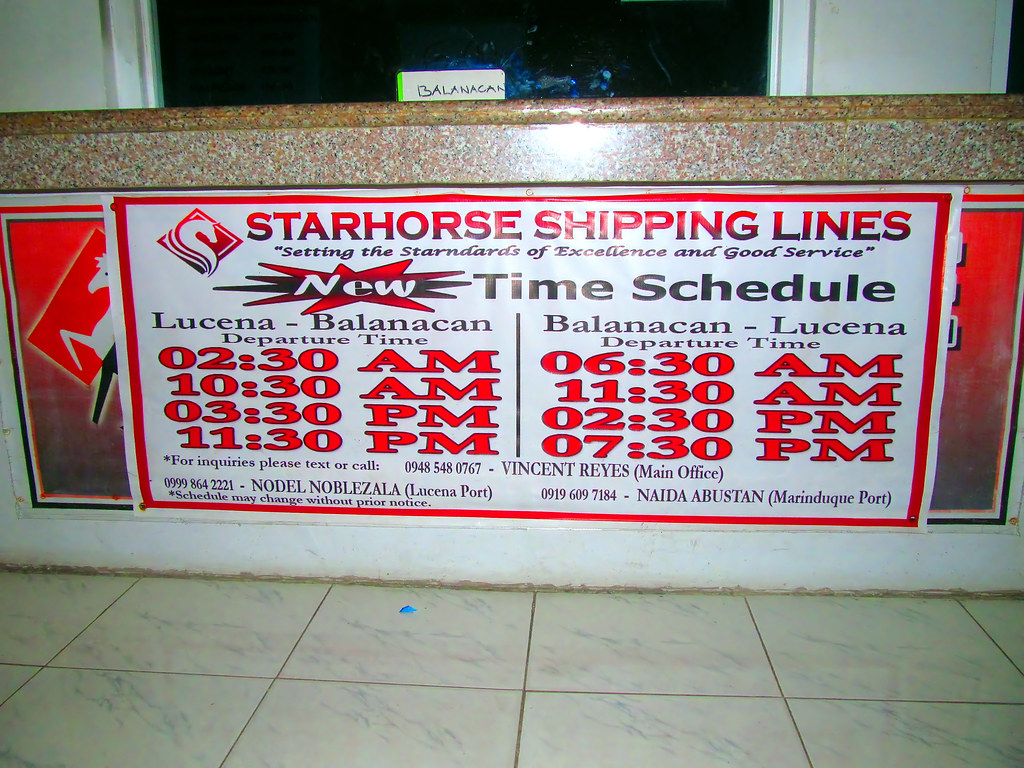 BALANACAN
STARHORSE SHIPPING LINES
"Setting the Starndards of Excellence and Good Service"
New Time Schedule
Lucena - Balanacan
Departure Time
02:30 AM
10:30 AM
03:30 PM
11:30 PM
Balanacan - Lucena
Departure Time
06:30 AM
11:30 AM
02:30 PM
07:30 PM
*For inquiries please text or call: 0948 548 0767 - VINCENT REYES (Main Office)
0999 864 2221 - NODEL NOBLEZALA (Lucena Port) 0919 609 7184 - NAIDA ABUSTAN (Marinduque Port)
*Schedule may change without prior notice.